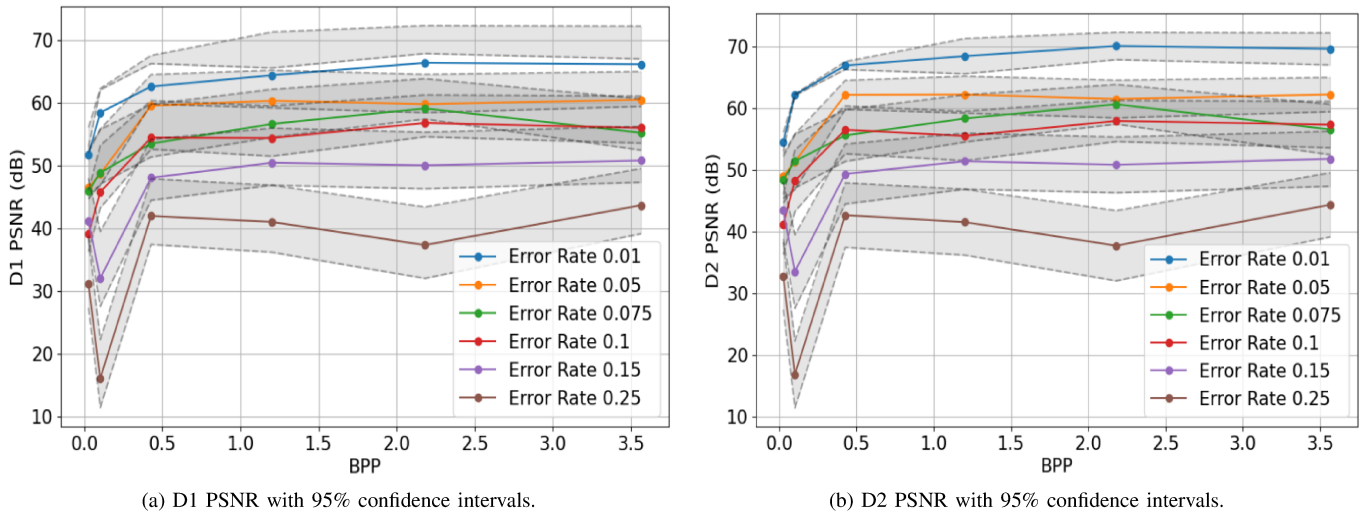 D1 PSNR (dB)
70
60
50
40
30
20
10
0.0 0.5 1.0 1.5 2.0 2.5 3.0 3.5
BPP
Error Rate 0.01
Error Rate 0.05
Error Rate 0.075
Error Rate 0.1
Error Rate 0.15
Error Rate 0.25
(a) D1 PSNR with 95% confidence intervals.
D2 PSNR (dB)
70
60
50
40
30
20
10
0.0 0.5 1.0 1.5 2.0 2.5 3.0 3.5
BPP
Error Rate 0.01
Error Rate 0.05
Error Rate 0.075
Error Rate 0.1
Error Rate 0.15
Error Rate 0.25
(b) D2 PSNR with 95% confidence intervals.